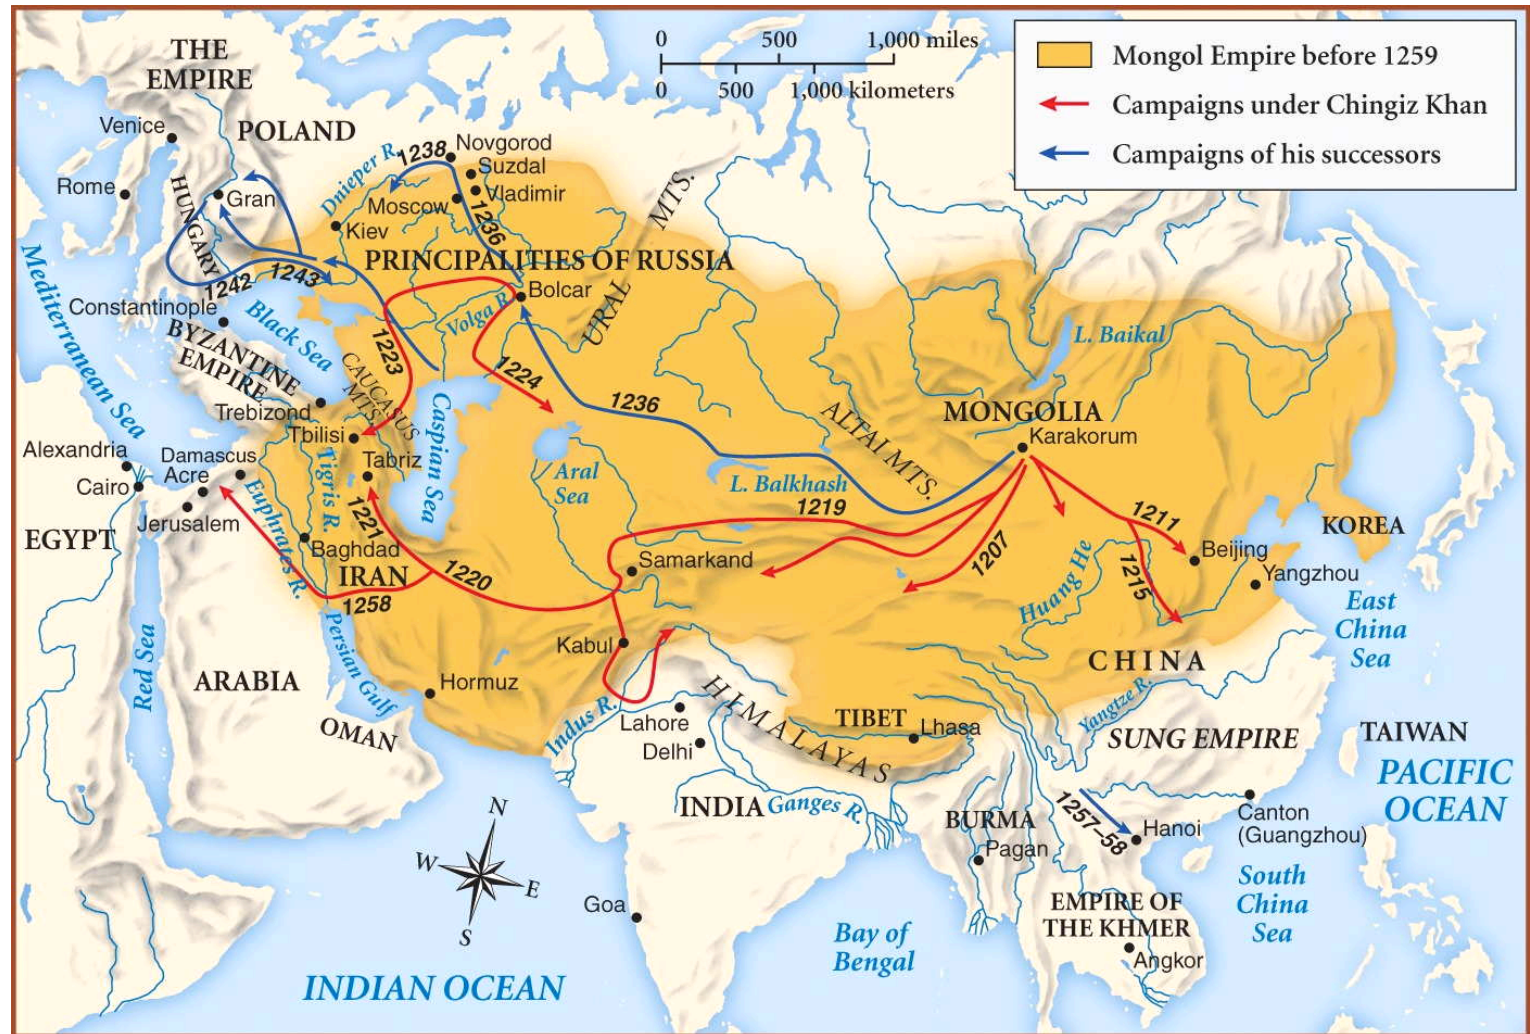 0 500 1,000 miles
0 500 1,000 kilometers
Mongol Empire before 1259
Campaigns under Chingiz Khan
Campaigns of his successors
THE
EMPIRE
Venice
POLAND
Rome
HUNGARY
Gran
Dnieper R.
1238
Novgorod
Suzdal
Vladimir
Moscow
1236
Kiev
PRINCIPALITIES OF RUSSIA
URAL MTS.
Mediterranean Sea
1242
1243
Constantinople
Black Sea
BYZANTINE
EMPIRE
Bolcar
Volga R.
1223
1224
CAUCASUS
MTS.
Trebizond
Tbilisi
Tabriz
Caspian Sea
1236
Aral
Sea
L. Balkhash
ALTAI MTS.
L. Baikal
MONGOLIA
Karakorum
Alexandria
Cairo
Damascus
Acre
Jerusalem
EGYPT
Euphrates R.
Tigris R.
Baghdad
IRAN
1221
1220
1258
1219
Samarkand
1207
1211
1215
Huang He
Beijing
Yangzhou
KOREA
East
China
Sea
Kabul
Red Sea
ARABIA
Persian Gulf
Hormuz
OMAN
Indus R.
Lahore
Delhi
HIMALAYAS
TIBET
Lhasa
CHINA
Yangtze R.
SUNG EMPIRE
TAIWAN
PACIFIC
OCEAN
INDIA
Ganges R.
BURMA
Pagan
1257–58
Hanoi
Canton
(Guangzhou)
South
China
Sea
EMPIRE OF
THE KHMER
Angkor
Goa
Bay of
Bengal
INDIAN OCEAN
N
W
E
S